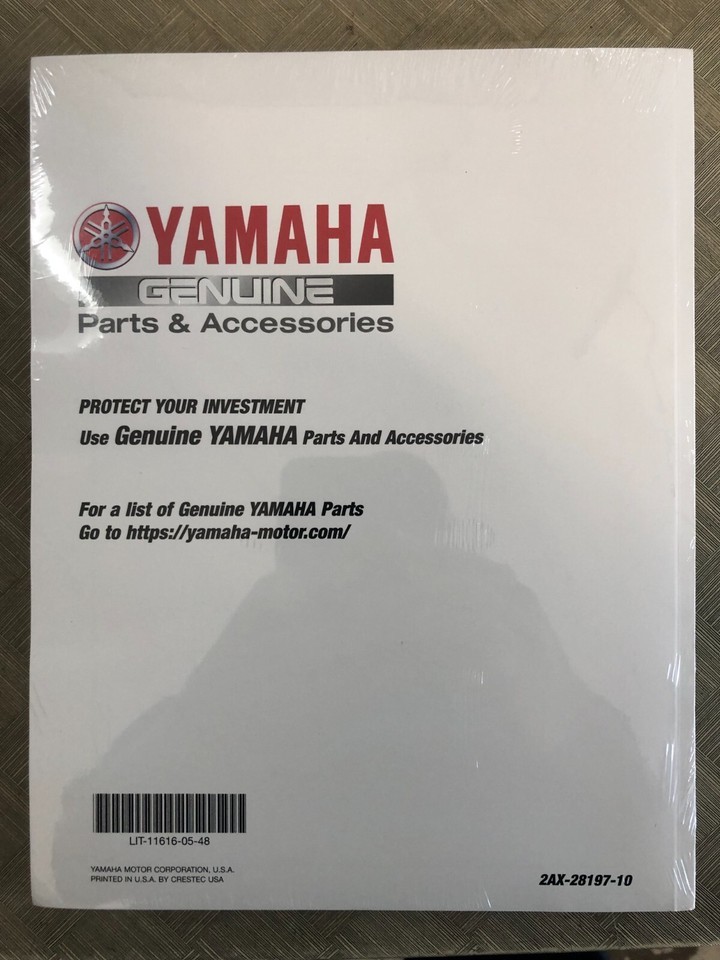 YAMAHA
GENUINE
Parts & Accessories
PROTECT YOUR INVESTMENT
Use Genuine YAMAHA Parts And Accessories
For a list of Genuine YAMAHA Parts
Go to https://yamaha-motor.com/
LIT-11616-05-48
YAMAHA MOTOR CORPORATION, U.S.A.
PRINTED IN U.S.A. BY CRESTEC USA
2AX-28197-10